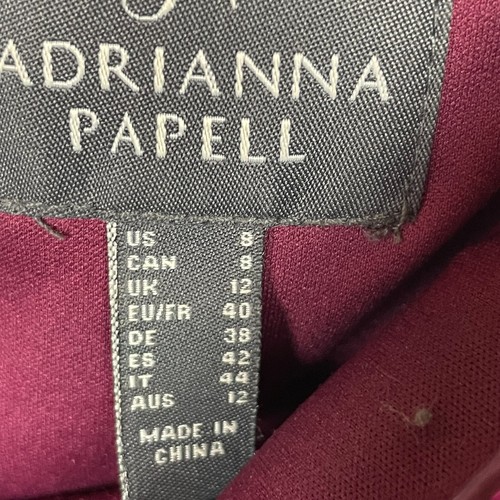 ADRIANNA
PAPELL
US 8
CAN 8
UK 12
EU/FR 40
DE 38
ES 42
IT 44
AUS 12
MADE IN
CHINA